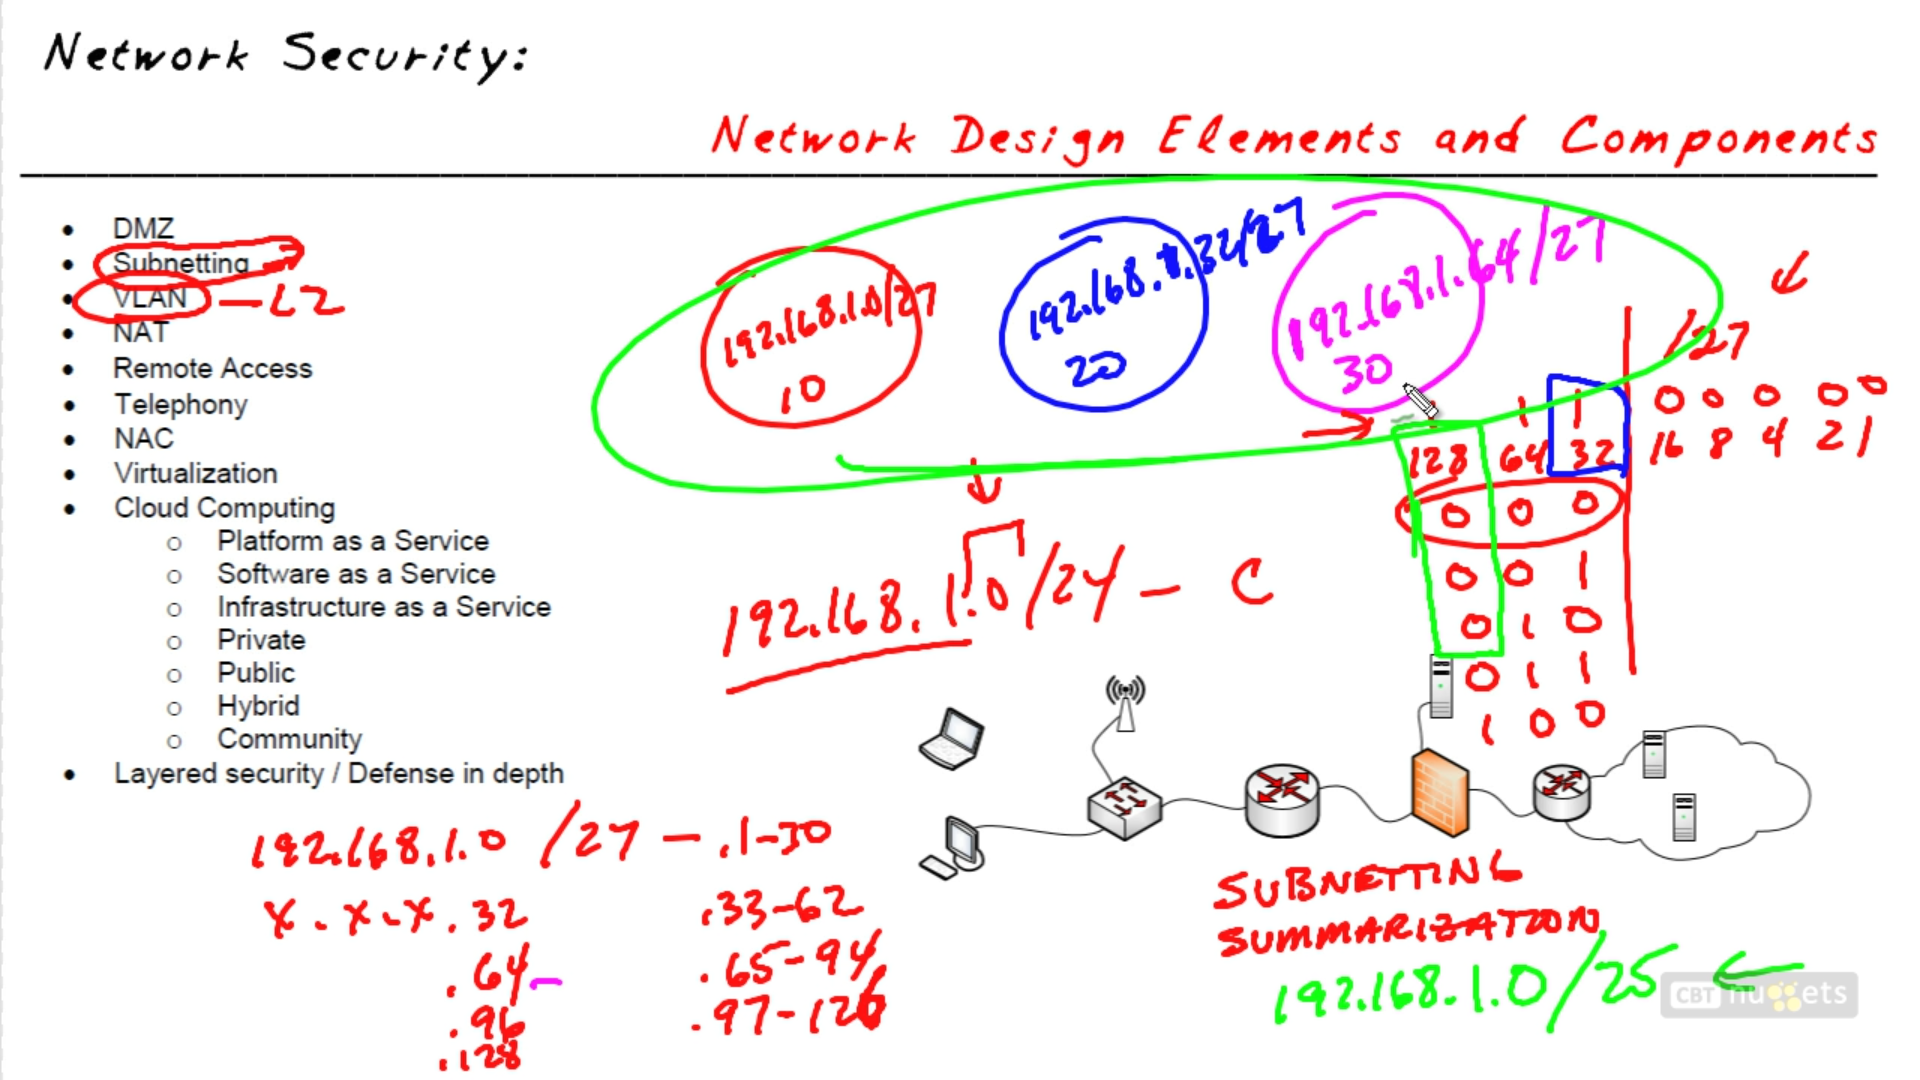 Network Security:
Network Design Elements and Components
• DMZ
• Subnetting
• VLAN - L2
• NAT
• Remote Access
• Telephony
• NAC
• Virtualization
• Cloud Computing
o Platform as a Service
o Software as a Service
o Infrastructure as a Service
o Private
o Public
o Hybrid
o Community
• Layered security / Defense in depth
192.168.1.0/27
10
192.168.1.32/27
20
192.168.1.64/27
30
/27
1 1 0 0 0 0 0
128 64 32 16 8 4 2 1
0 0 0
0 0 1
0 1 0
0 1 1
1 0 0
192.168.1.0/24 - C
192.168.1.0 /27 - .1-30
x.x.x.32 .33-62
.64- .65-94
.96 .97-126
.128
SUBNETTING
SUMMARIZATION
192.168.1.0/25
CBT nuggets